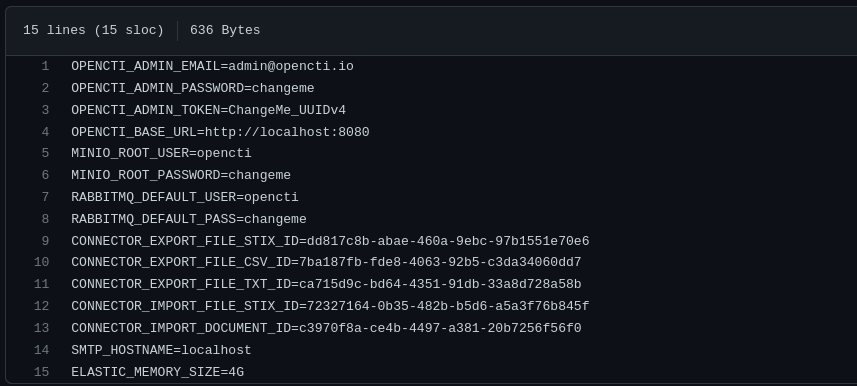 15 lines (15 sloc) 636 Bytes
1 OPENCTI_ADMIN_EMAIL=admin@opencti.io
2 OPENCTI_ADMIN_PASSWORD=changeme
3 OPENCTI_ADMIN_TOKEN=ChangeMe_UUIDv4
4 OPENCTI_BASE_URL=http://localhost:8080
5 MINIO_ROOT_USER=opencti
6 MINIO_ROOT_PASSWORD=changeme
7 RABBITMQ_DEFAULT_USER=opencti
8 RABBITMQ_DEFAULT_PASS=changeme
9 CONNECTOR_EXPORT_FILE_STIX_ID=dd817c8b-abae-460a-9ebc-97b1551e70e6
10 CONNECTOR_EXPORT_FILE_CSV_ID=7ba187fb-fde8-4063-92b5-c3da34060dd7
11 CONNECTOR_EXPORT_FILE_TXT_ID=ca715d9c-bd64-4351-91db-33a8d728a58b
12 CONNECTOR_IMPORT_FILE_STIX_ID=72327164-0b35-482b-b5d6-a5a3f76b845f
13 CONNECTOR_IMPORT_DOCUMENT_ID=c3970f8a-ce4b-4497-a381-20b7256f56f0
14 SMTP_HOSTNAME=localhost
15 ELASTIC_MEMORY_SIZE=4G